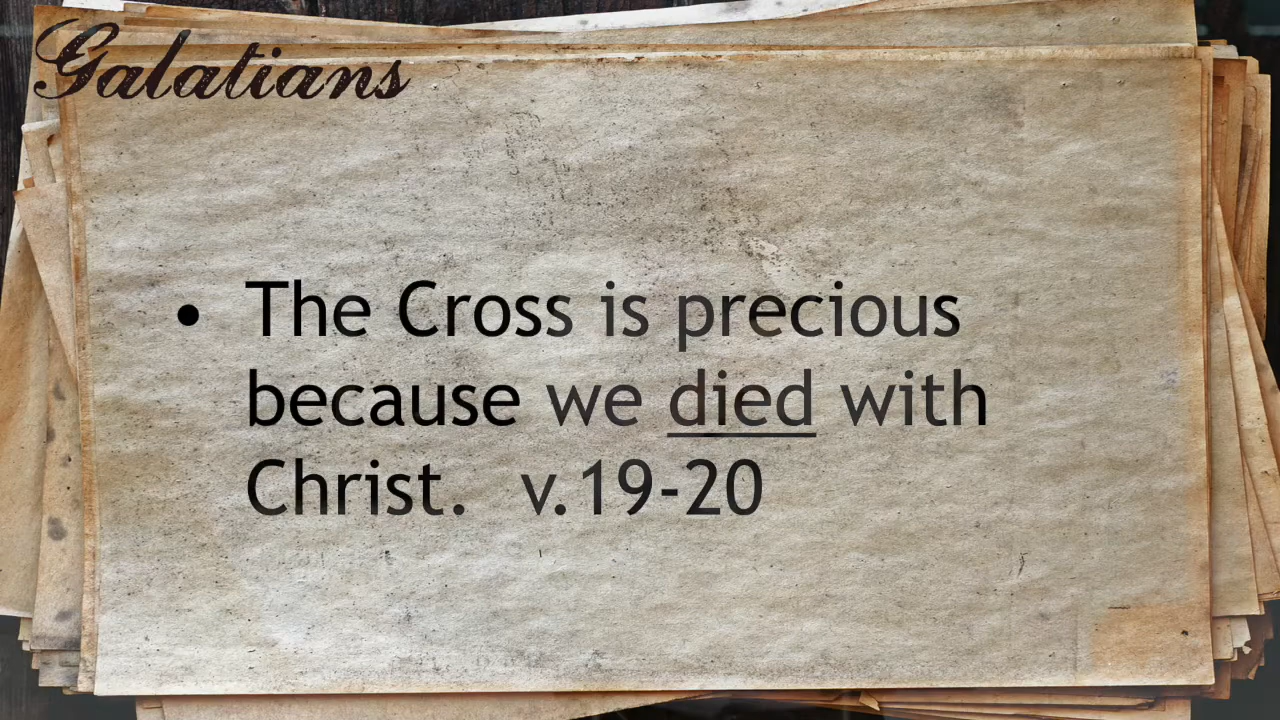 Galatians
• The Cross is precious
because we died with
Christ. v.19-20